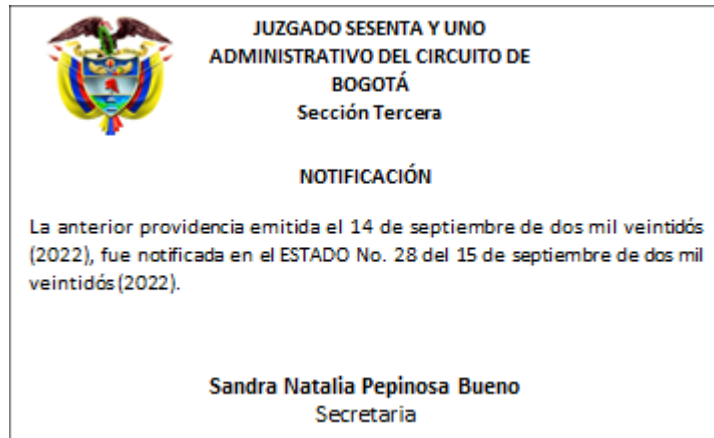 JUZGADO SESENTA Y UNO
ADMINISTRATIVO DEL CIRCUITO DE
BOGOTÁ
Sección Tercera
NOTIFICACIÓN
La anterior providencia emitida el 14 de septiembre de dos mil veintidós
(2022), fue notificada en el ESTADO No. 28 del 15 de septiembre de dos mil
veintidós (2022).
Sandra Natalia Pepinosa Bueno
Secretaria